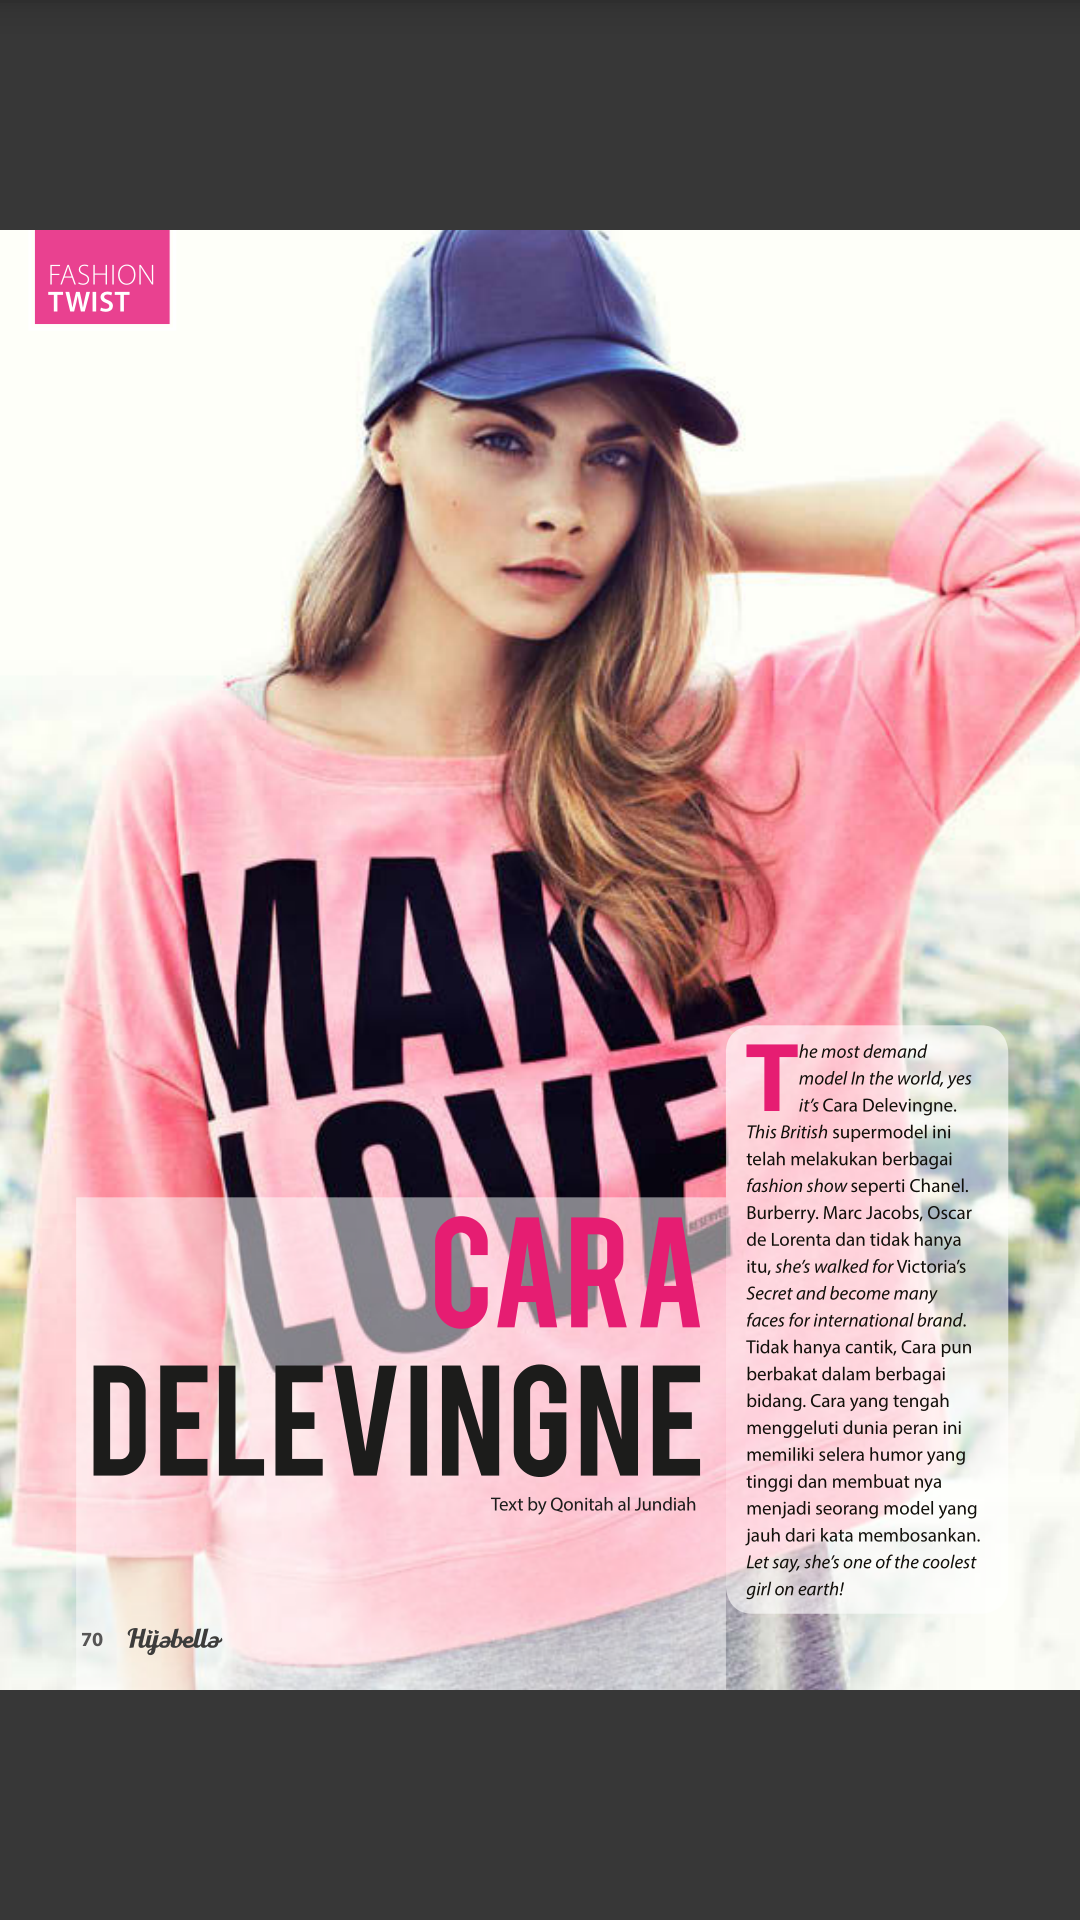 FASHION
TWIST
MAKE
LOVE
RESERVED
CARA
DELEVINGNE
Text by Qonitah al Jundiah
The most demand
model In the world, yes
it's Cara Delevingne.
This British supermodel ini
telah melakukan berbagai
fashion show seperti Chanel.
Burberry. Marc Jacobs, Oscar
de Lorenta dan tidak hanya
itu, she's walked for Victoria's
Secret and become many
faces for international brand.
Tidak hanya cantik, Cara pun
berbakat dalam berbagai
bidang. Cara yang tengah
menggeluti dunia peran ini
memiliki selera humor yang
tinggi dan membuat nya
menjadi seorang model yang
jauh dari kata membosankan.
Let say, she's one of the coolest
girl on earth!
70 Hijabella